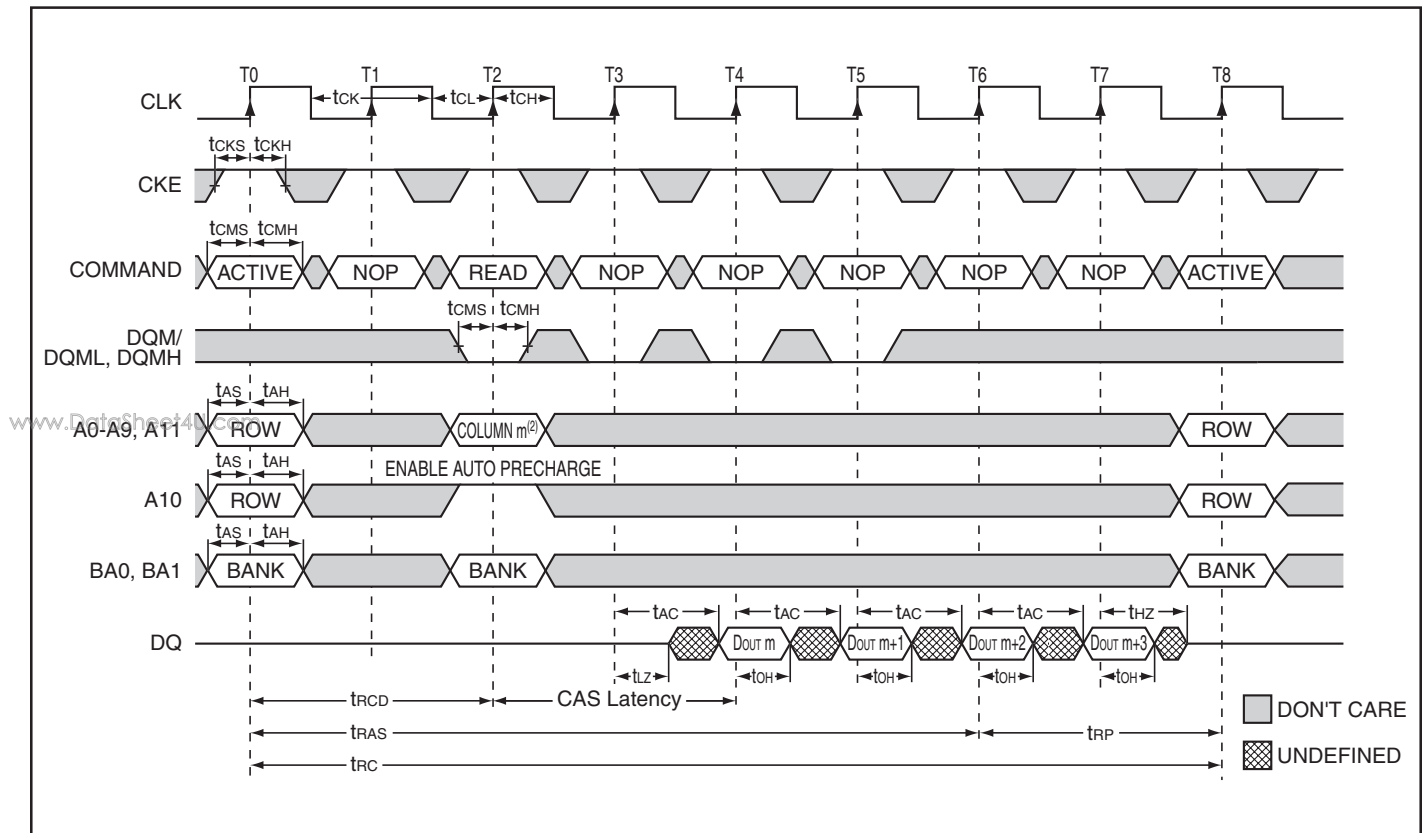 T0 T1 T2 T3 T4 T5 T6 T7 T8
CLK tCK tCL tCH
tCKS tCKH
CKE
tCMS tCMH
COMMAND ACTIVE NOP READ NOP NOP NOP NOP NOP ACTIVE
tCMS tCMH
DQM/
DQML, DQMH
tAS tAH
www.DataSheet4U.com
A0-A9, A11 ROW COLUMN m(2) ROW
tAS tAH ENABLE AUTO PRECHARGE
A10 ROW ROW
tAS tAH
BA0, BA1 BANK BANK BANK
tAC tAC tAC tAC tHZ
DQ DOUT m DOUT m+1 DOUT m+2 DOUT m+3
tLZ tOH tOH tOH tOH
tRCD CAS Latency
DON'T CARE
tRAS tRP
UNDEFINED
tRC